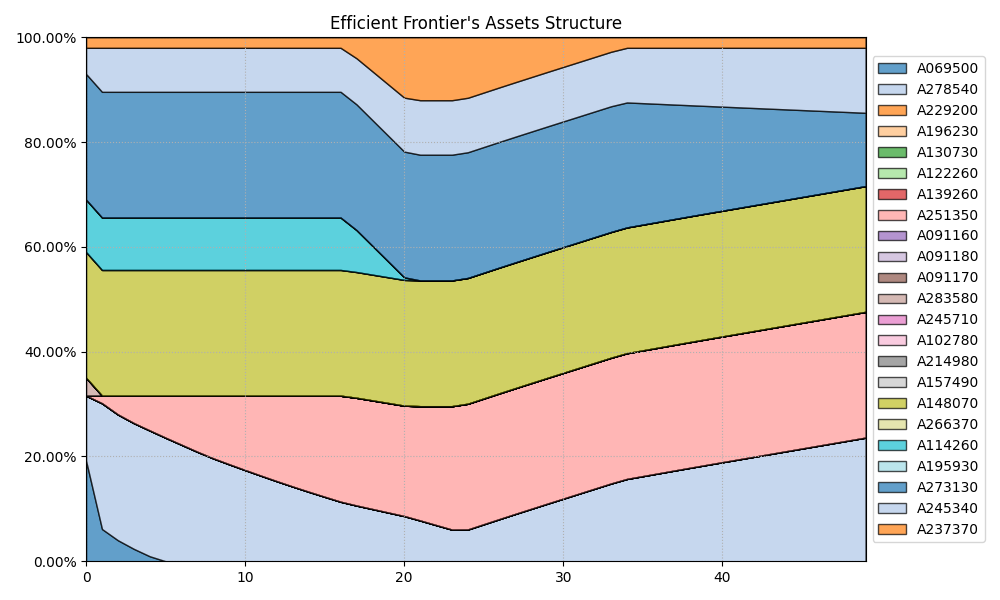 Efficient Frontier's Assets Structure
100.00%
80.00%
60.00%
40.00%
20.00%
0.00%
0
10
20
30
40
A069500
A278540
A229200
A196230
A130730
A122260
A139260
A251350
A091160
A091180
A091170
A283580
A245710
A102780
A214980
A157490
A148070
A266370
A114260
A195930
A273130
A245340
A237370